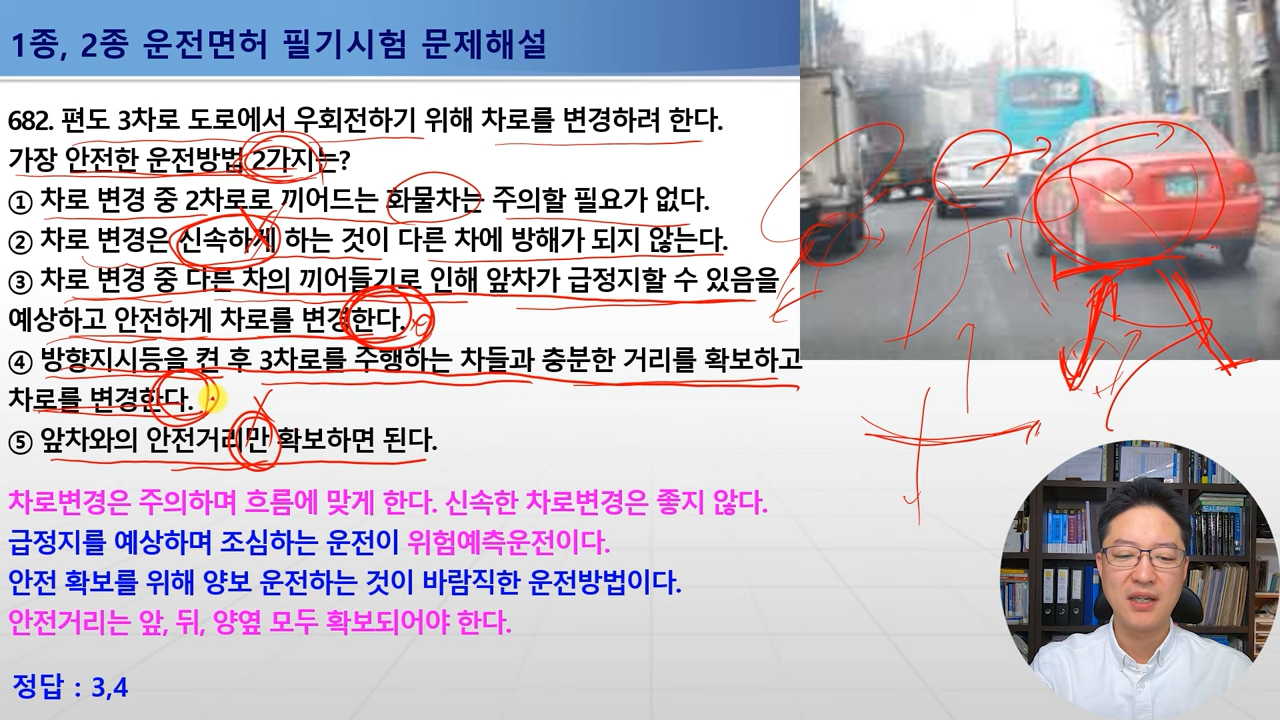 1종, 2종 운전면허 필기시험 문제해설
682. 편도 3차로 도로에서 우회전하기 위해 차로를 변경하려 한다.
가장 안전한 운전방법 2가지는?
① 차로 변경 중 2차로로 끼어드는 화물차는 주의할 필요가 없다.
② 차로 변경은 신속하게 하는 것이 다른 차에 방해가 되지 않는다.
③ 차로 변경 중 다른 차의 끼어들기로 인해 앞차가 급정지할 수 있음을
예상하고 안전하게 차로를 변경한다.
④ 방향지시등을 켠 후 3차로를 주행하는 차들과 충분한 거리를 확보하고
차로를 변경한다.
⑤ 앞차와의 안전거리만 확보하면 된다.
차로변경은 주의하며 흐름에 맞게 한다. 신속한 차로변경은 좋지 않다.
급정지를 예상하며 조심하는 운전이 위험예측운전이다.
안전 확보를 위해 양보 운전하는 것이 바람직한 운전방법이다.
안전거리는 앞, 뒤, 양옆 모두 확보되어야 한다.
정답 : 3,4